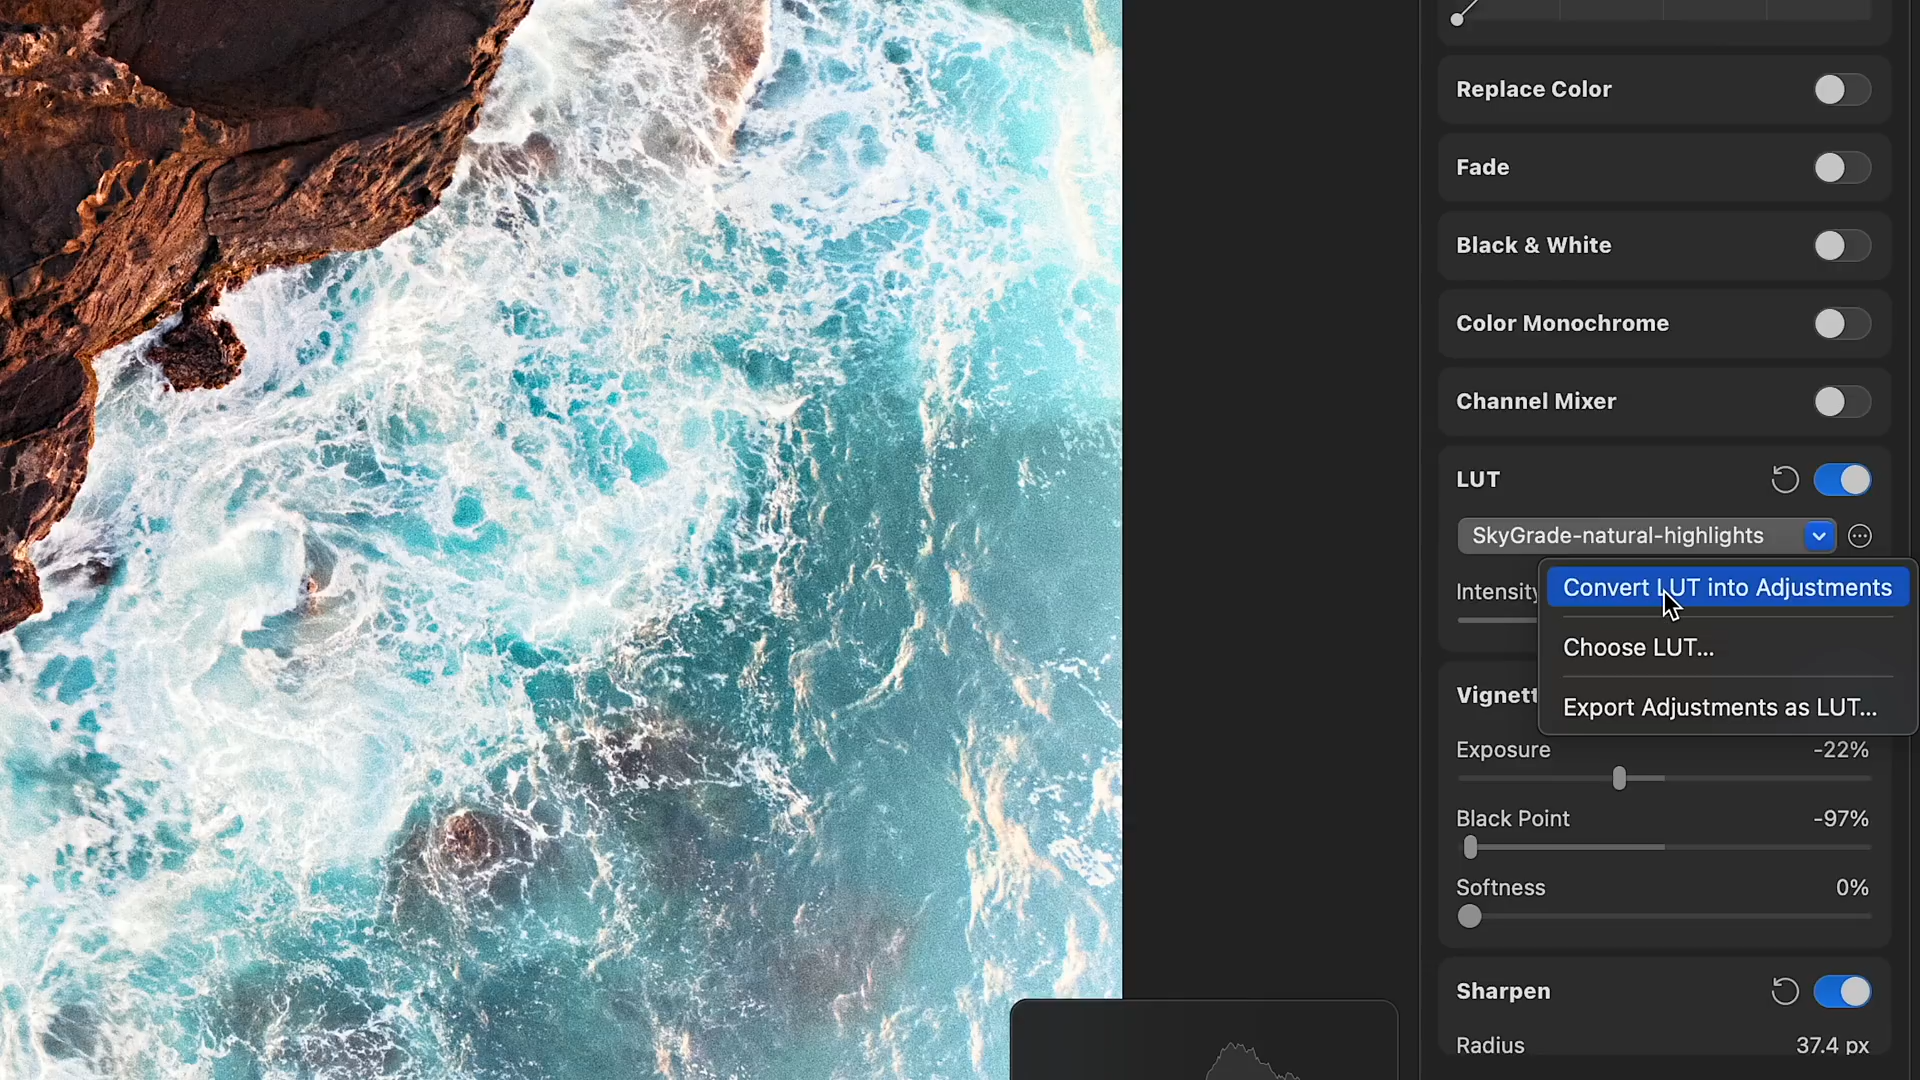 Replace Color
Fade
Black & White
Color Monochrome
Channel Mixer
LUT
SkyGrade-natural-highlights
Intensity
Convert LUT into Adjustments
Choose LUT...
Export Adjustments as LUT...
Vignett
Exposure -22%
Black Point -97%
Softness 0%
Sharpen
Radius 37.4 px